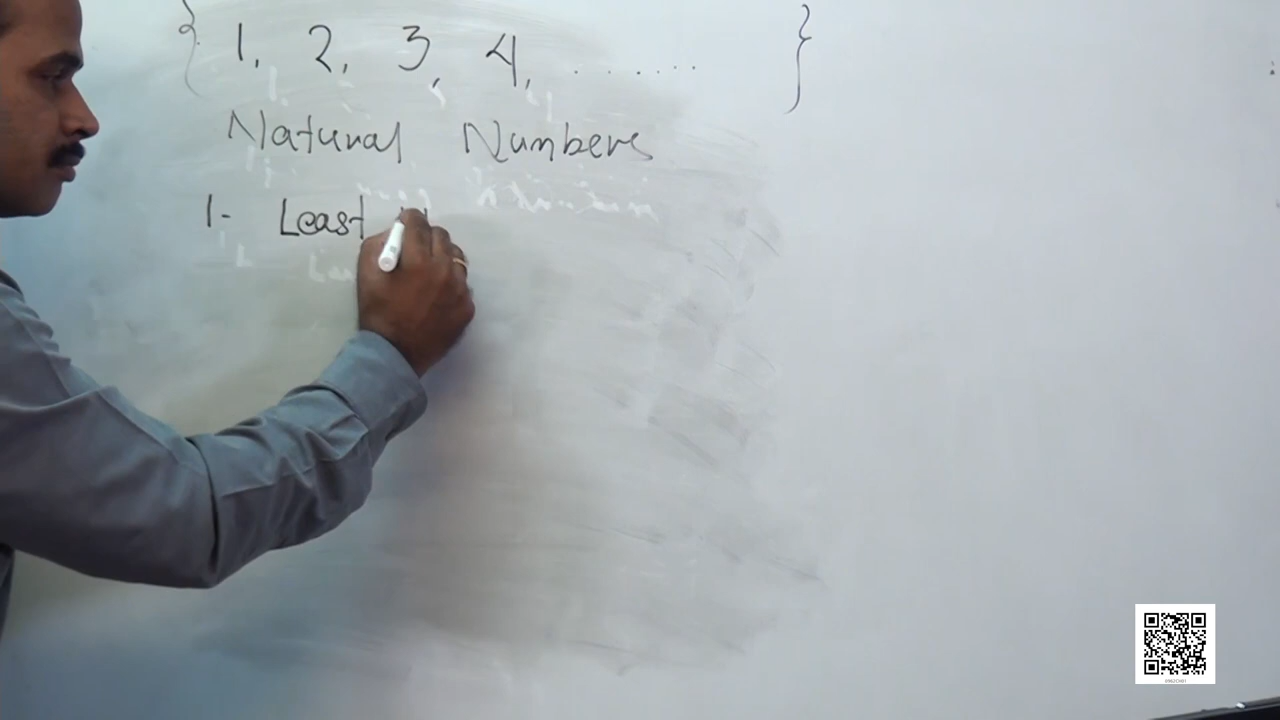 { 1, 2, 3, 4, ....... }
Natural Numbers
1- Least